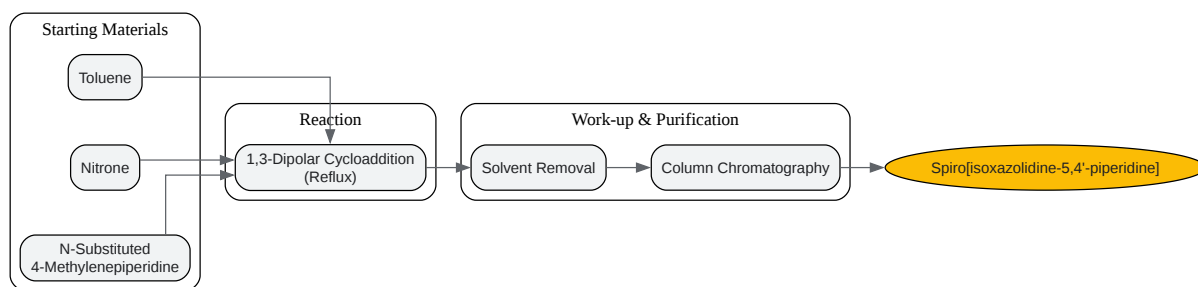 Starting Materials
Toluene
Nitrone
N-Substituted
4-Methylenepiperidine
Reaction
1,3-Dipolar Cycloaddition
(Reflux)
Work-up & Purification
Solvent Removal
Column Chromatography
Spiro[isoxazolidine-5,4'-piperidine]